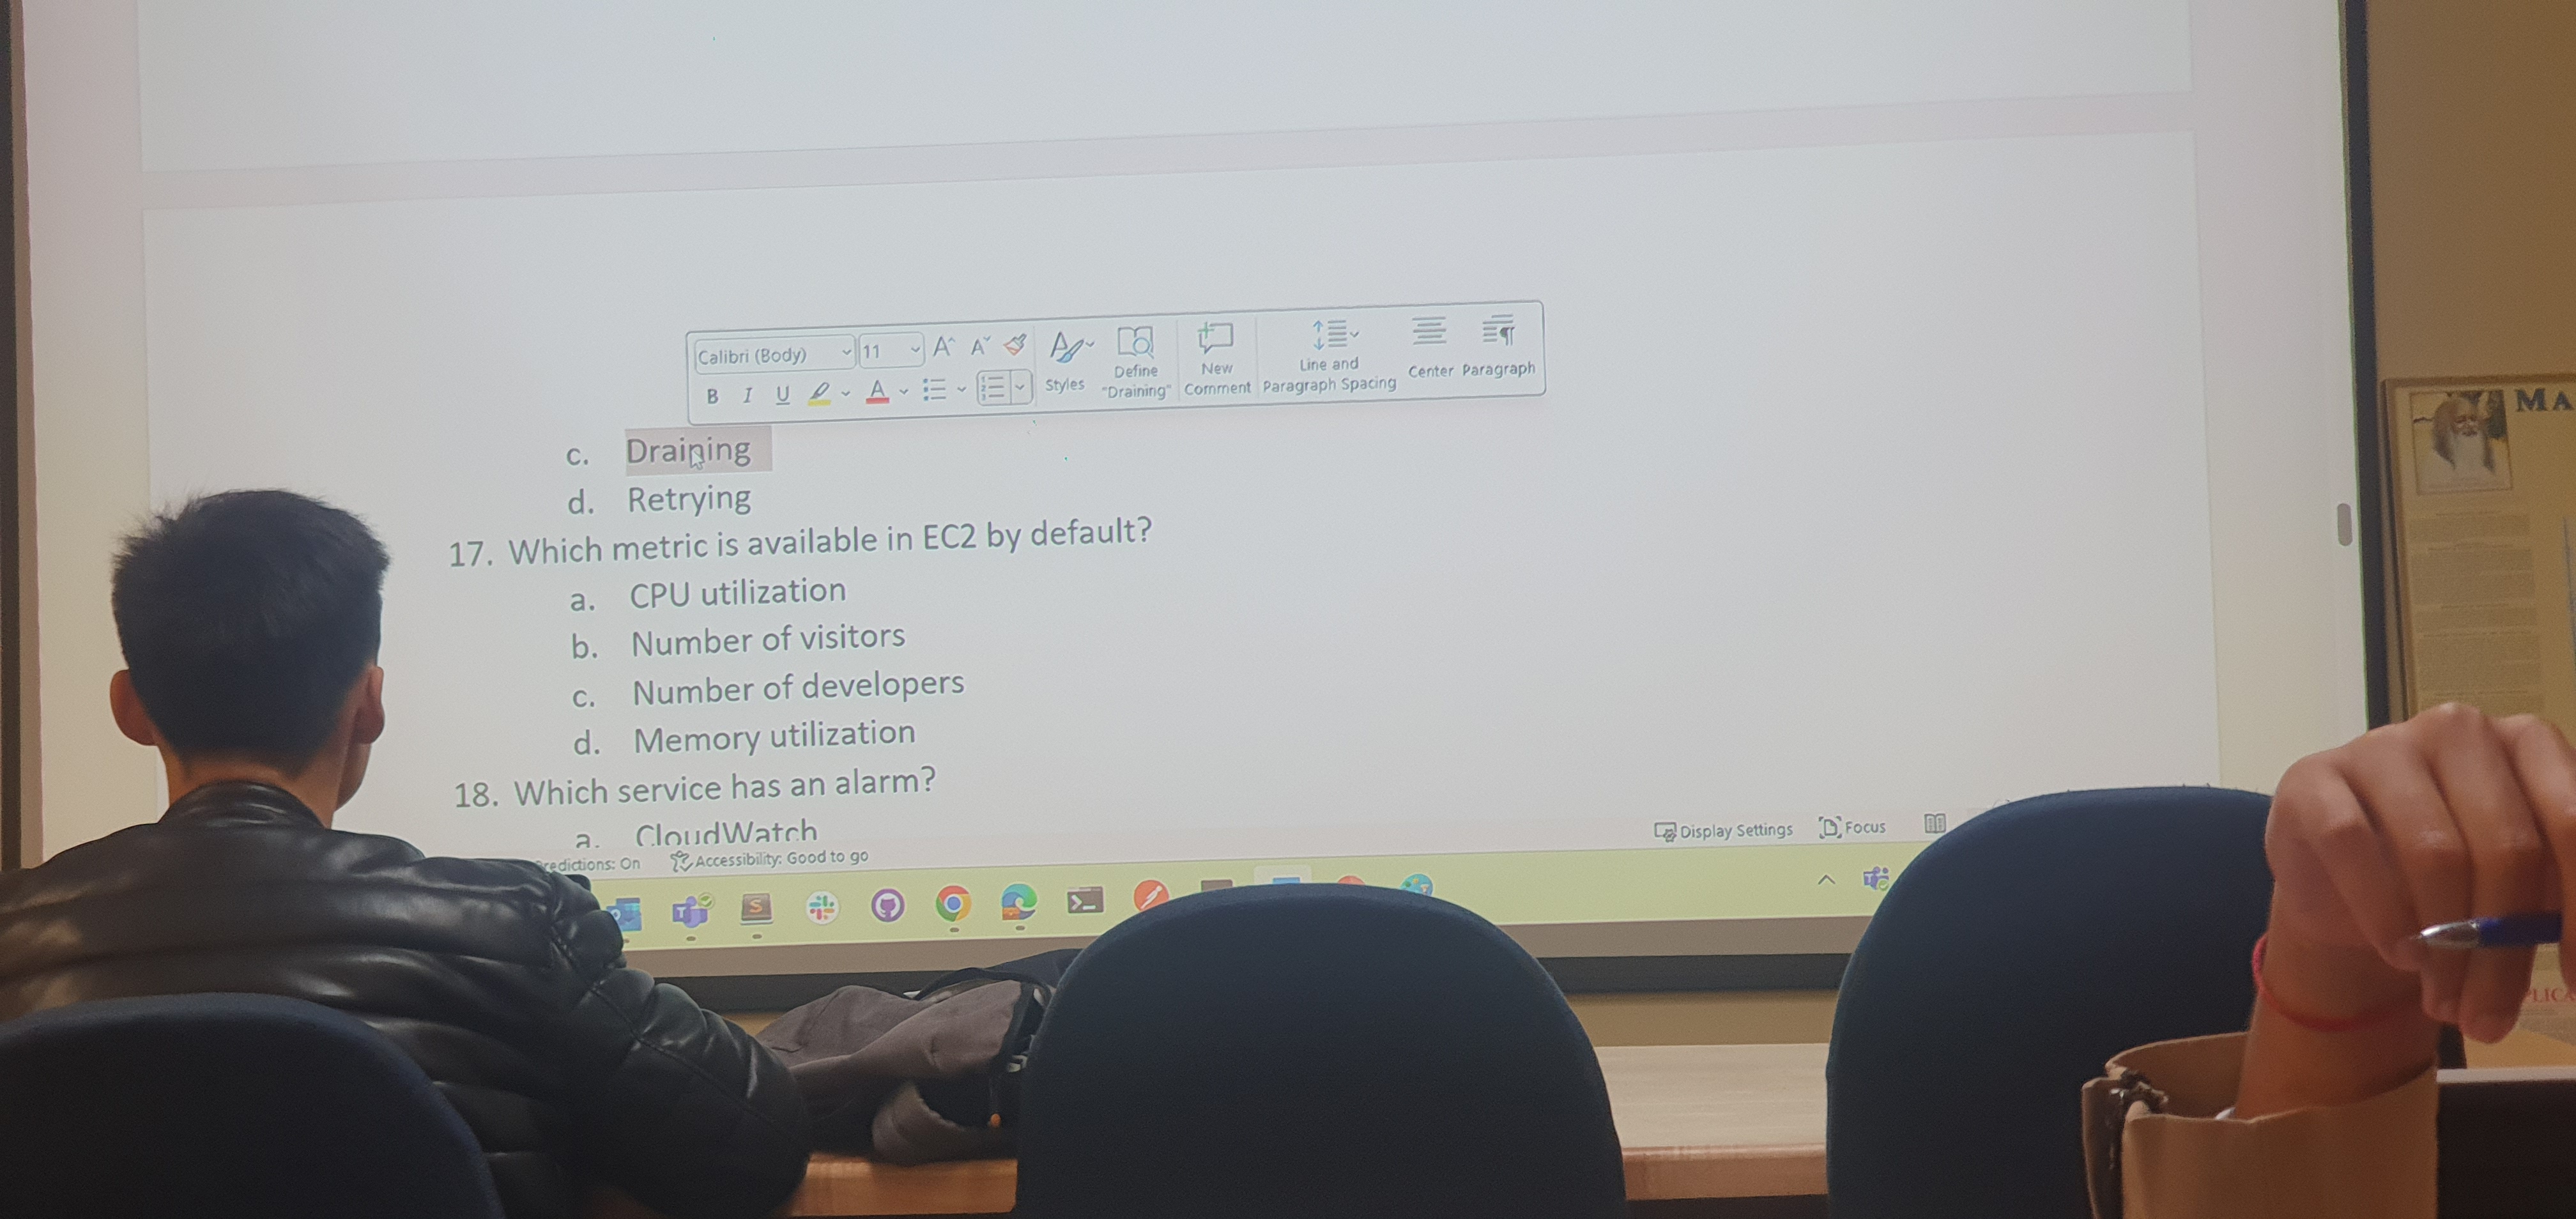 Calibri (Body) 11
B I U
Styles
Define
"Draining"
New
Comment
Line and
Paragraph Spacing
Center
Paragraph
c. Draining
d. Retrying
17. Which metric is available in EC2 by default?
a. CPU utilization
b. Number of visitors
c. Number of developers
d. Memory utilization
18. Which service has an alarm?
a. CloudWatch
redictions: On
Accessibility: Good to go
Display Settings
Focus
MA
PLICA